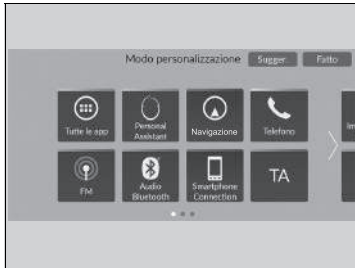 Modo personalizzazione Sugger. Fatto
Tutte le app
Personal
Assistant
Navigazione
Telefono
FM
Audio
Bluetooth
Smartphone
Connection
TA